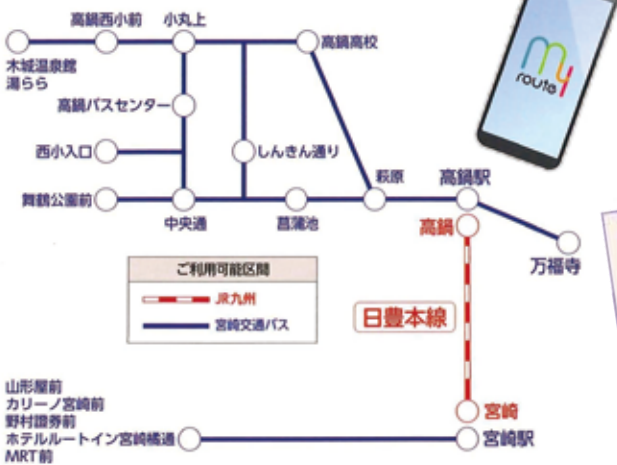 高鍋西小前
小丸上
木城温泉館
湯らら
高鍋高校
my
route
高鍋バスセンター
西小入口
しんきん通り
舞鶴公園前
中央通
菖蒲池
萩原
高鍋駅
高鍋
万福寺
ご利用可能区間
JR九州
宮崎交通バス
日豊本線
宮崎
宮崎駅
山形屋前
カリーノ宮崎前
野村證券前
ホテルルートイン宮崎橘通
MRT前